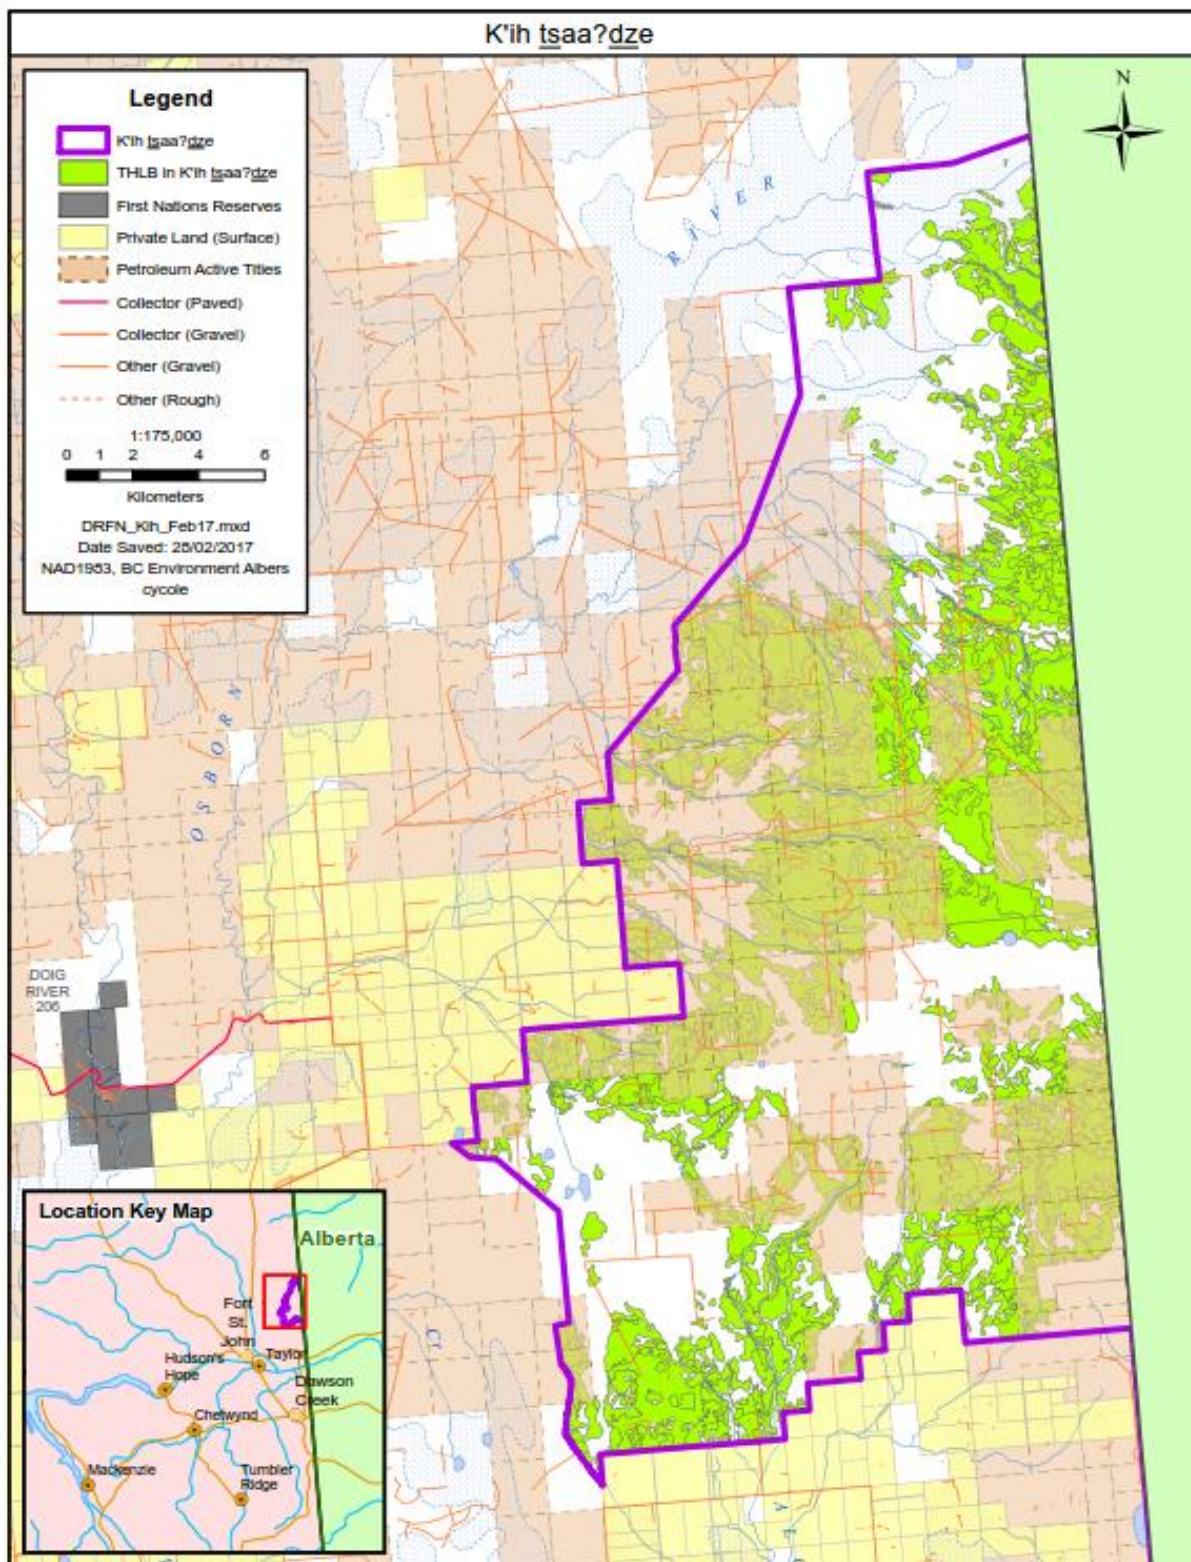 K'ih tsaa?dze
Legend
K'ih tsaa?dze
THLB in K'ih tsaa?dze
First Nations Reserves
Private Land (Surface)
Petroleum Active Titles
Collector (Paved)
Collector (Gravel)
Other (Gravel)
Other (Rough)
1:175,000
0 1 2 4 6
Kilometers
DRFN_Kih_Feb17.mxd
Date Saved: 28/02/2017
NAD1983, BC Environment Albers
cycole
N
RIVER
OSBORN
DOIG
RIVER
206
Cr
Location Key Map
Alberta
Fort
St.
John
Taylor
Hudson's
Hope
Dawson
Creek
Chetwynd
Mackenzie
Tumbler
Ridge